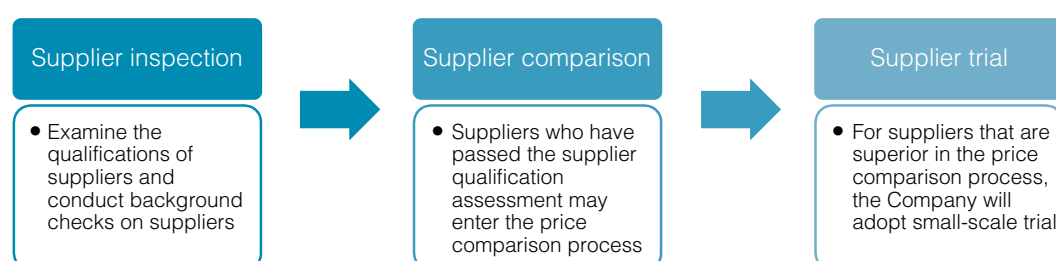 Supplier inspection
• Examine the
qualifications of
suppliers and
conduct background
checks on suppliers
Supplier comparison
• Suppliers who have
passed the supplier
qualification
assessment may
enter the price
comparison process
Supplier trial
• For suppliers that are
superior in the price
comparison process,
the Company will
adopt small-scale trial